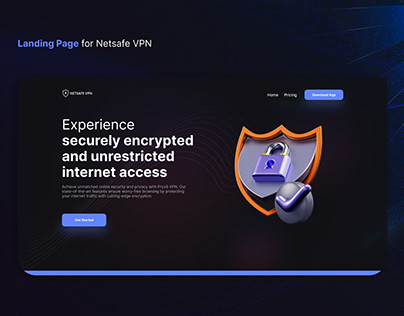 Landing Page for Netsafe VPN
NETSAFE VPN
Home Pricing Download App
Experience
securely encrypted
and unrestricted
internet access
Achieve unmatched online security and privacy with Pryvd VPN. Our
state-of-the-art features ensure worry-free browsing by protecting
your internet traffic with cutting-edge encryption.
Get Started